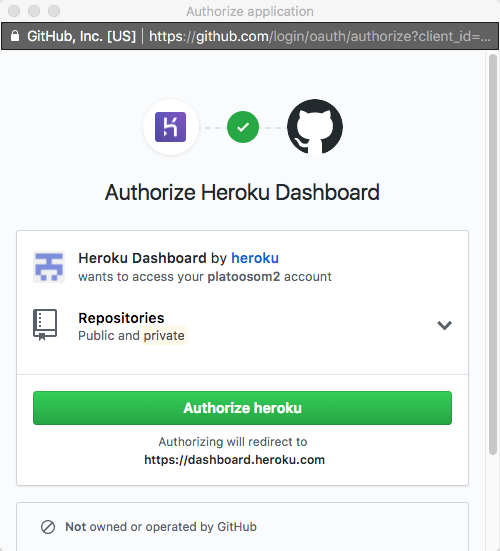 Authorize application
GitHub, Inc. [US] | https://github.com/login/oauth/authorize?client_id=...
Authorize Heroku Dashboard
Heroku Dashboard by heroku
wants to access your platoosom2 account
Repositories
Public and private
Authorize heroku
Authorizing will redirect to
https://dashboard.heroku.com
Not owned or operated by GitHub